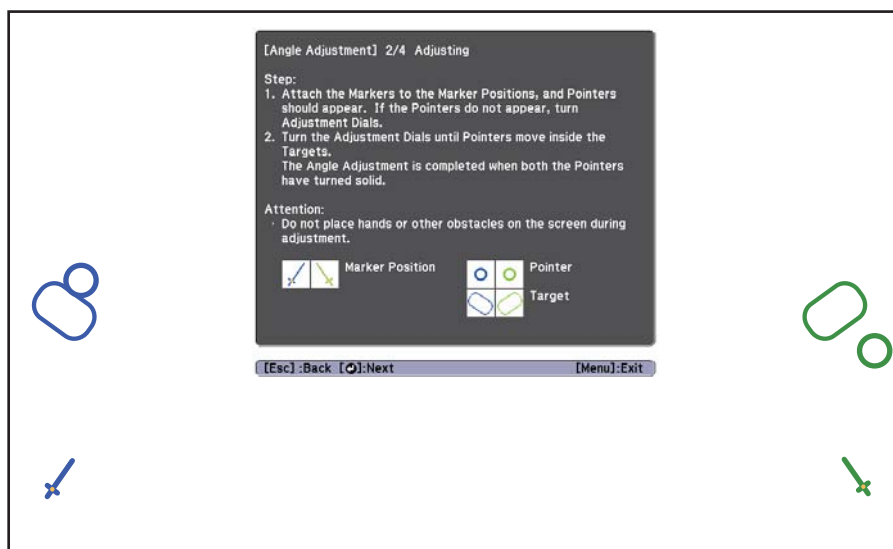 [Angle Adjustment] 2/4 Adjusting
Step:
1. Attach the Markers to the Marker Positions, and Pointers
should appear. If the Pointers do not appear, turn
Adjustment Dials.
2. Turn the Adjustment Dials until Pointers move inside the
Targets.
The Angle Adjustment is completed when both the Pointers
have turned solid.
Attention:
· Do not place hands or other obstacles on the screen during
adjustment.
Marker Position
Pointer
Target
[Esc] :Back [⏎]:Next [Menu]:Exit